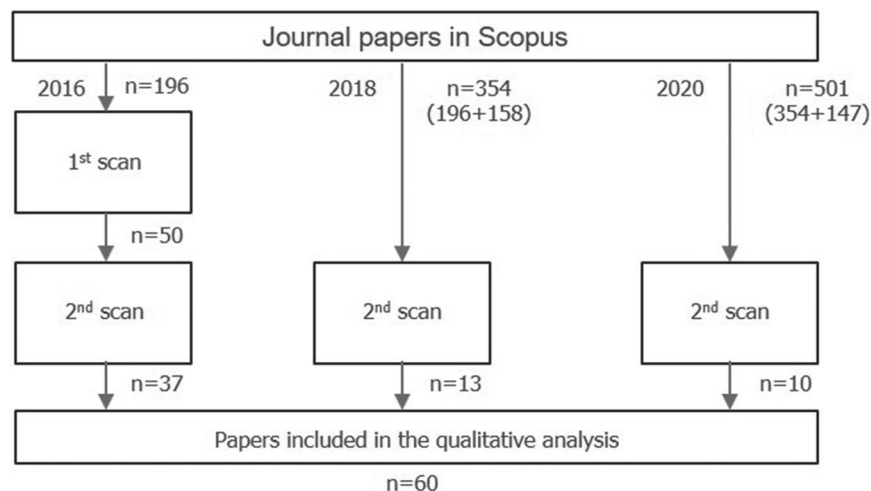 Journal papers in Scopus
2016 n=196 2018 n=354 2020 n=501
(196+158) (354+147)
1st scan
n=50
2nd scan 2nd scan 2nd scan
n=37 n=13 n=10
Papers included in the qualitative analysis
n=60